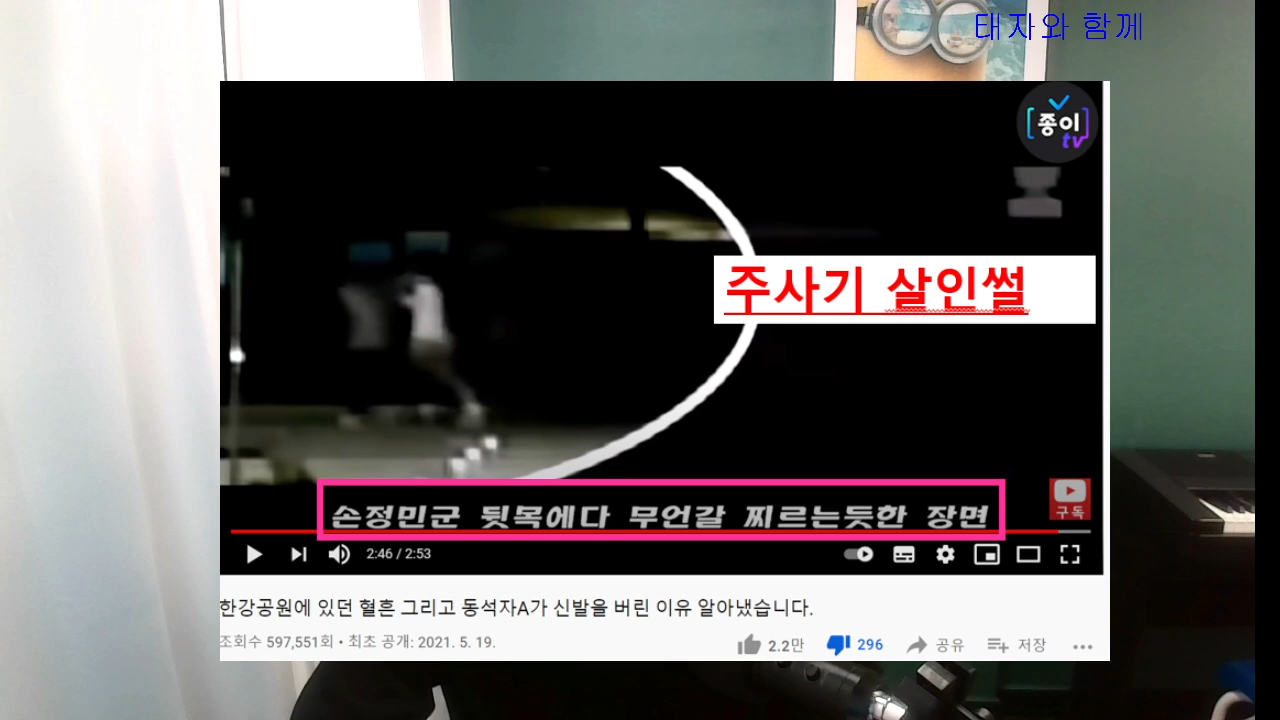 태자와 함께
종이
tv
주사기 살인썰
손정민군 뒷목에다 무언갈 찌르는듯한 장면
구독
2:46 / 2:53
한강공원에 있던 혈흔 그리고 동석자A가 신발을 버린 이유 알아냈습니다.
조회수 597,551회 • 최초 공개: 2021. 5. 19.
2.2만
296
공유
저장